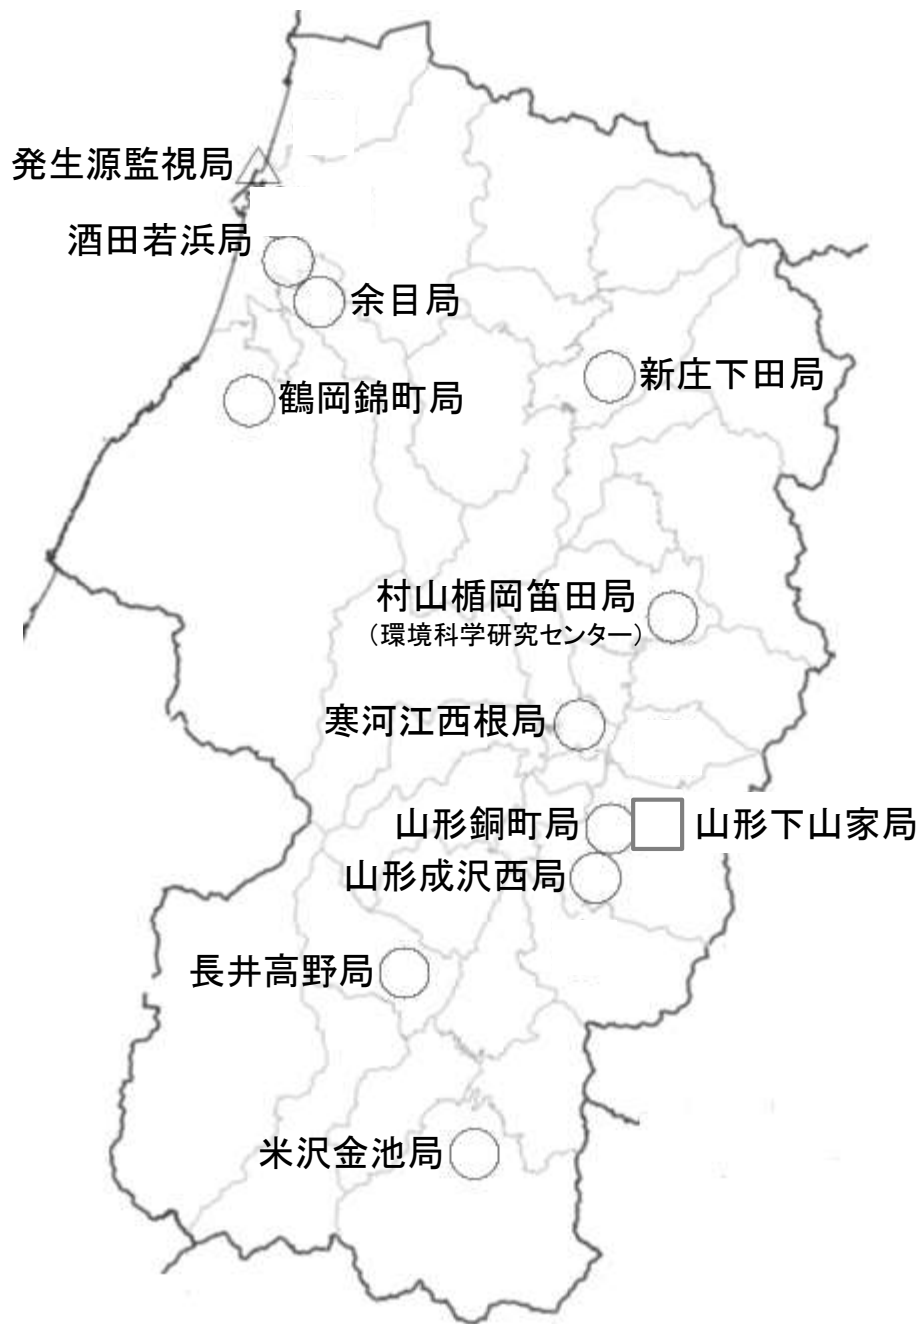 発生源監視局
酒田若浜局
余目局
新庄下田局
鶴岡錦町局
村山楯岡笛田局
（環境科学研究センター）
寒河江西根局
山形銅町局
山形下山家局
山形成沢西局
長井高野局
米沢金池局